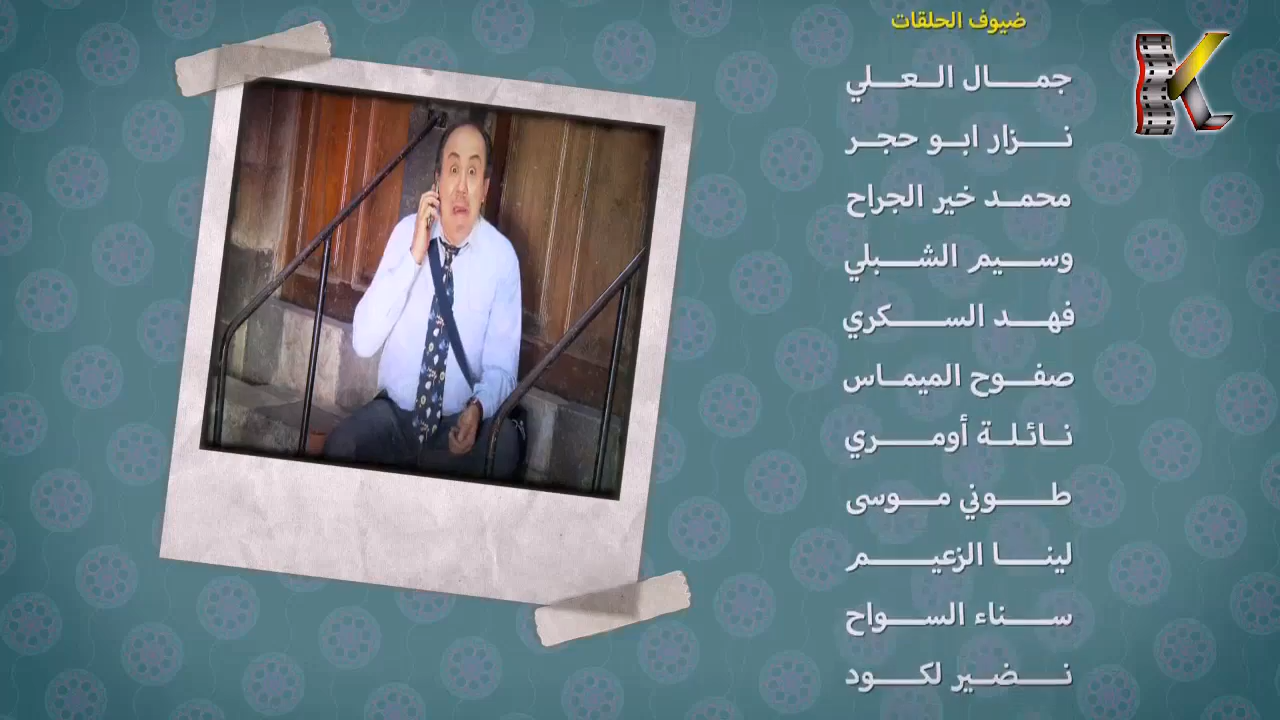 ضيوف الحلقات
جمال العلي
نزار ابو حجر
محمد خير الجراح
وسيم الشبلي
فهد السكري
صفوح الميماس
نائلة أومري
طوني موسى
لينا الزعيم
سناء السواح
نضير لكود
K